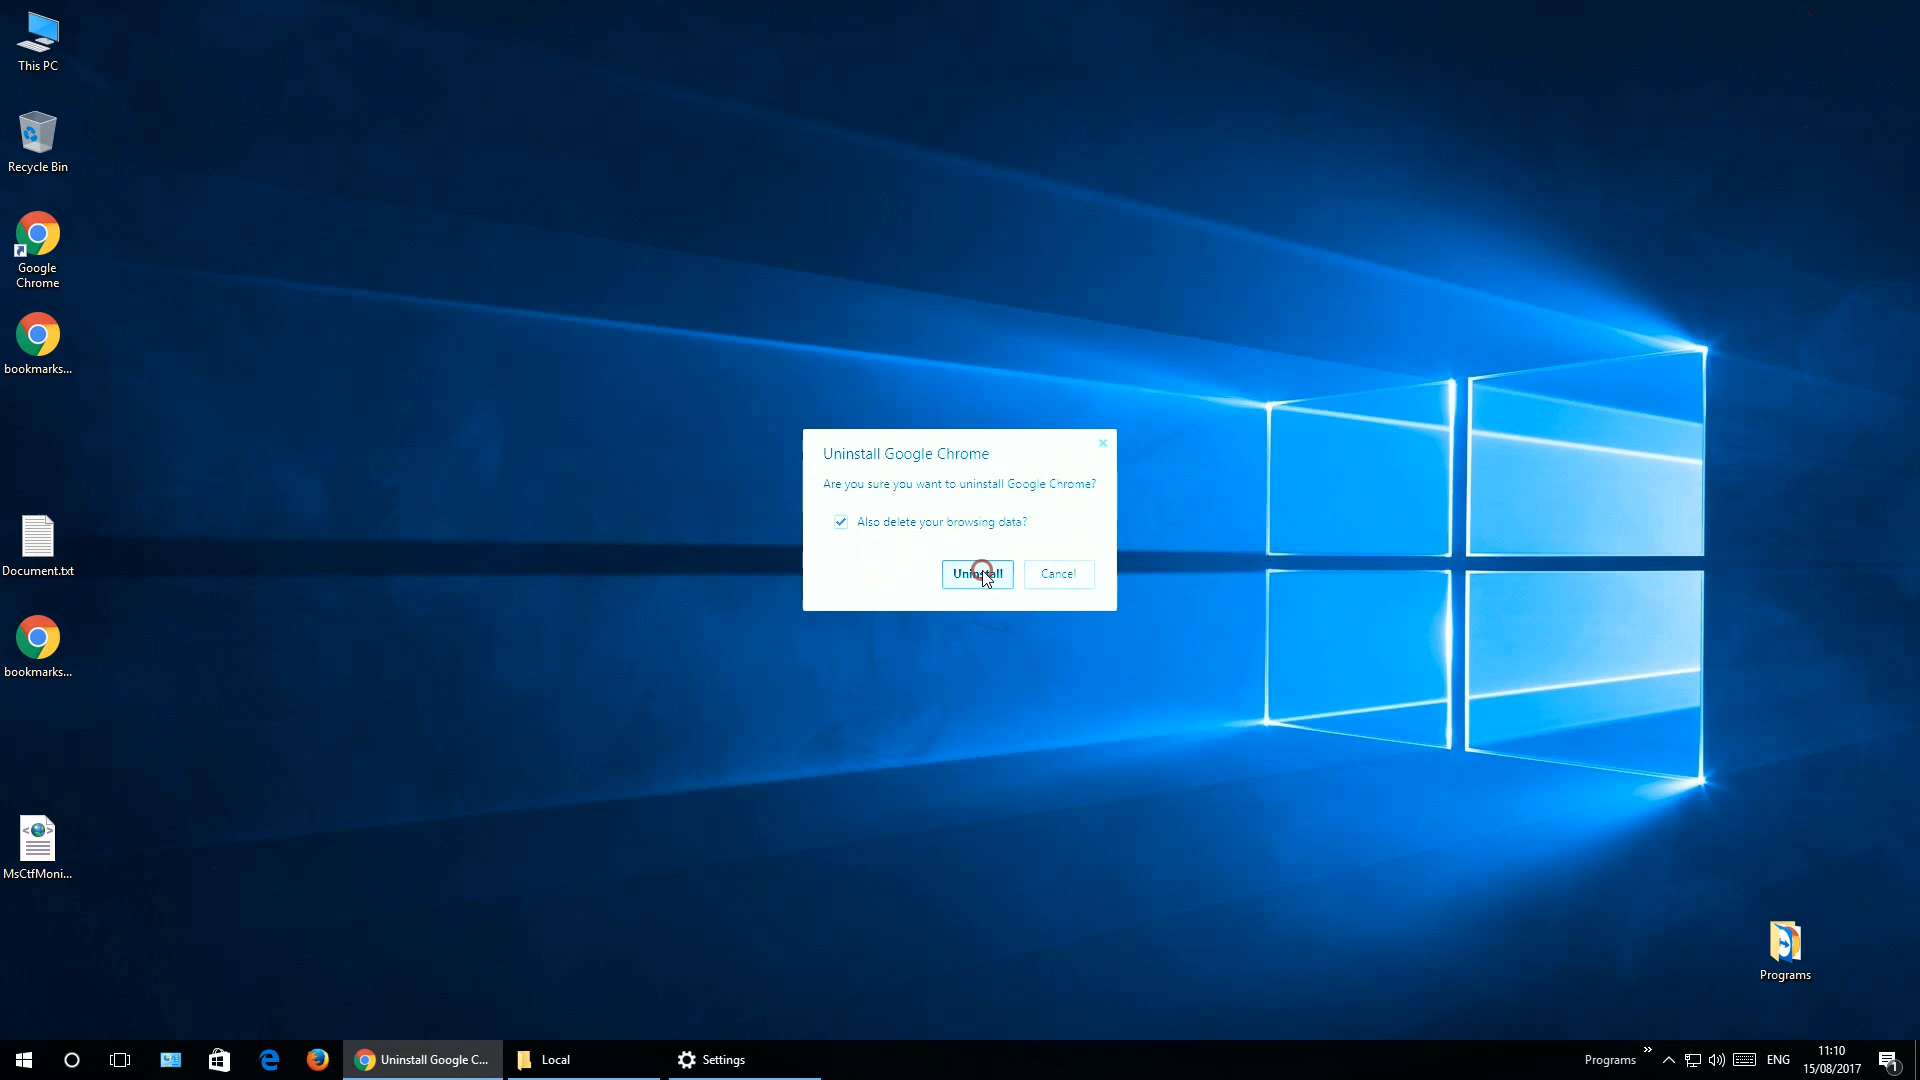 This PC
Recycle Bin
Google
Chrome
bookmarks...
Document.txt
bookmarks...
MsCtfMoni...
Uninstall Google Chrome
Are you sure you want to uninstall Google Chrome?
Also delete your browsing data?
Uninstall
Cancel
Programs
Uninstall Google C...
Local
Settings
Programs
ENG
11:10
15/08/2017
1